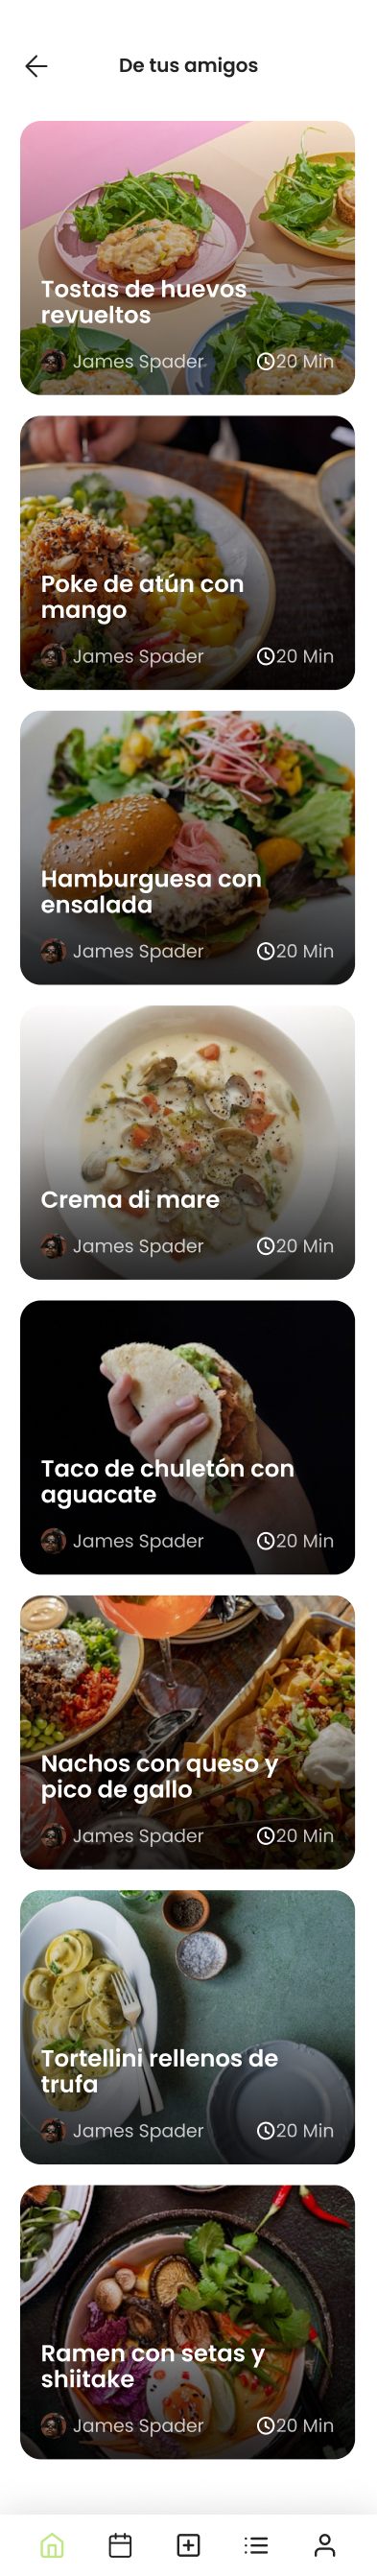 De tus amigos
Tostas de huevos
revueltos
James Spader 20 Min
Poke de atún con
mango
James Spader 20 Min
Hamburguesa con
ensalada
James Spader 20 Min
Crema di mare
James Spader 20 Min
Taco de chuletón con
aguacate
James Spader 20 Min
Nachos con queso y
pico de gallo
James Spader 20 Min
Tortellini rellenos de
trufa
James Spader 20 Min
Ramen con setas y
shiitake
James Spader 20 Min